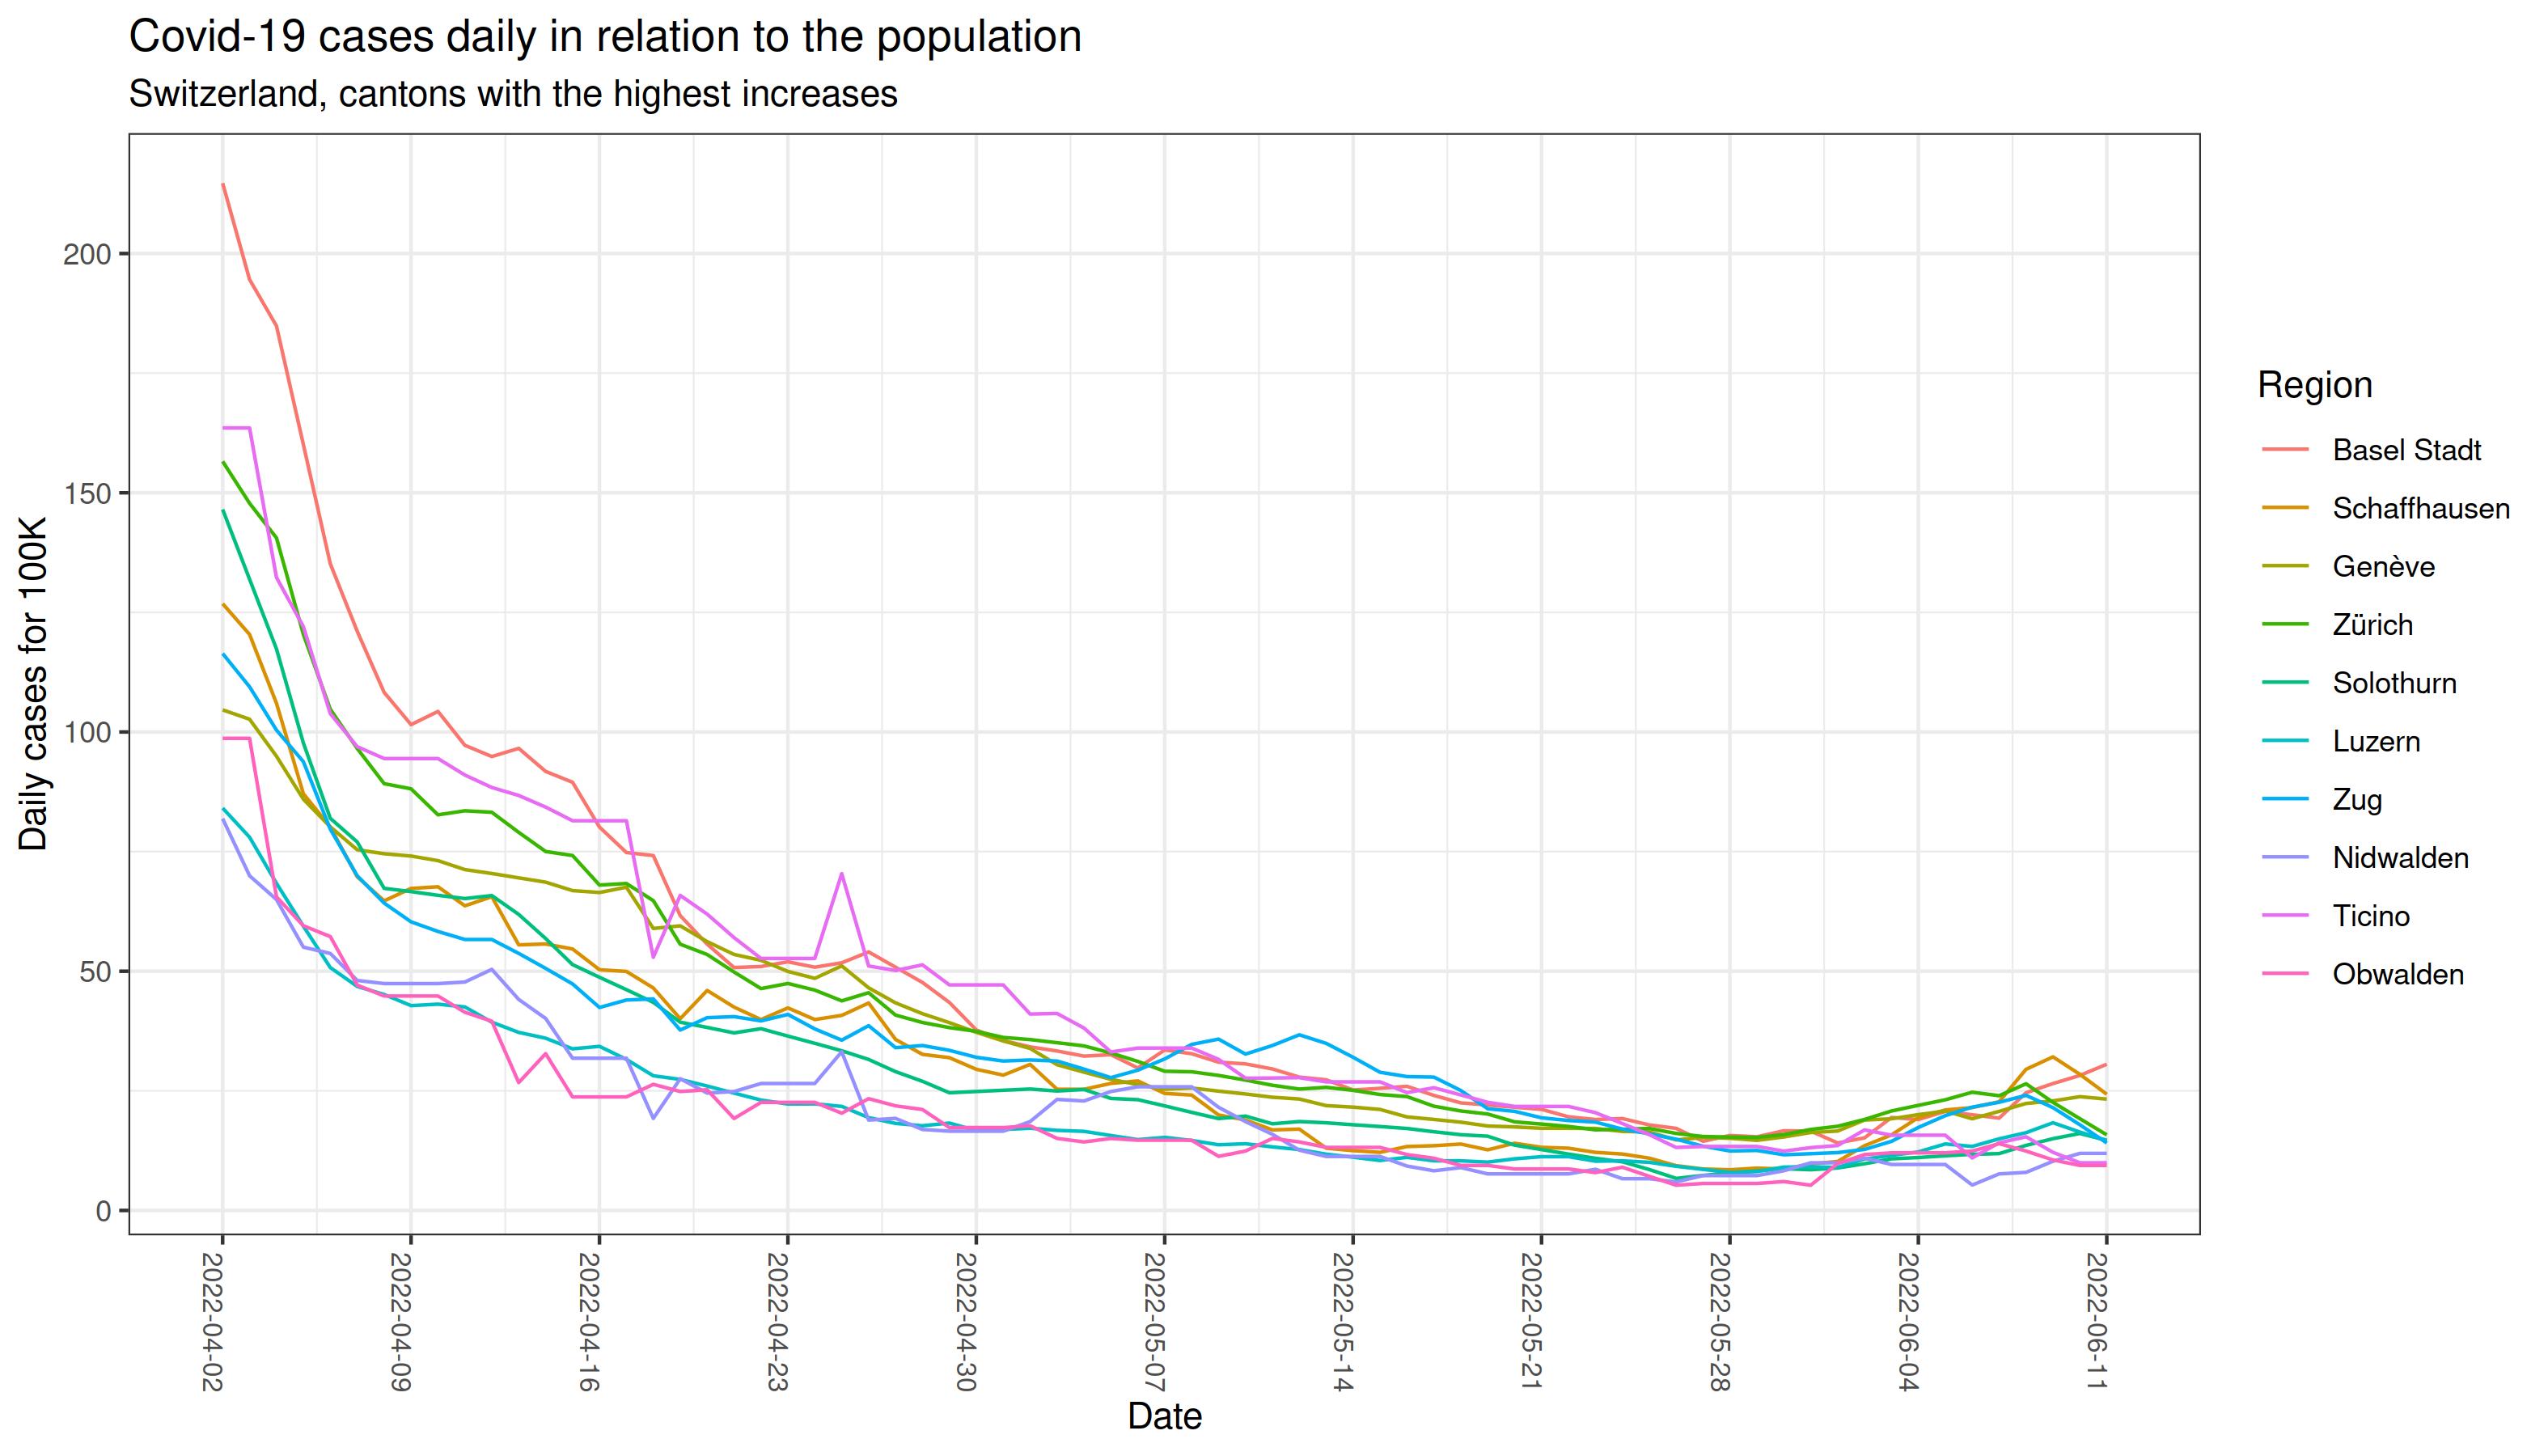 Covid-19 cases daily in relation to the population
Switzerland, cantons with the highest increases
Daily cases for 100K
200
150
100
50
0
2022-04-02
2022-04-09
2022-04-16
2022-04-23
2022-04-30
2022-05-07
2022-05-14
2022-05-21
2022-05-28
2022-06-04
2022-06-11
Date
Region
Basel Stadt
Schaffhausen
Genève
Zürich
Solothurn
Luzern
Zug
Nidwalden
Ticino
Obwalden